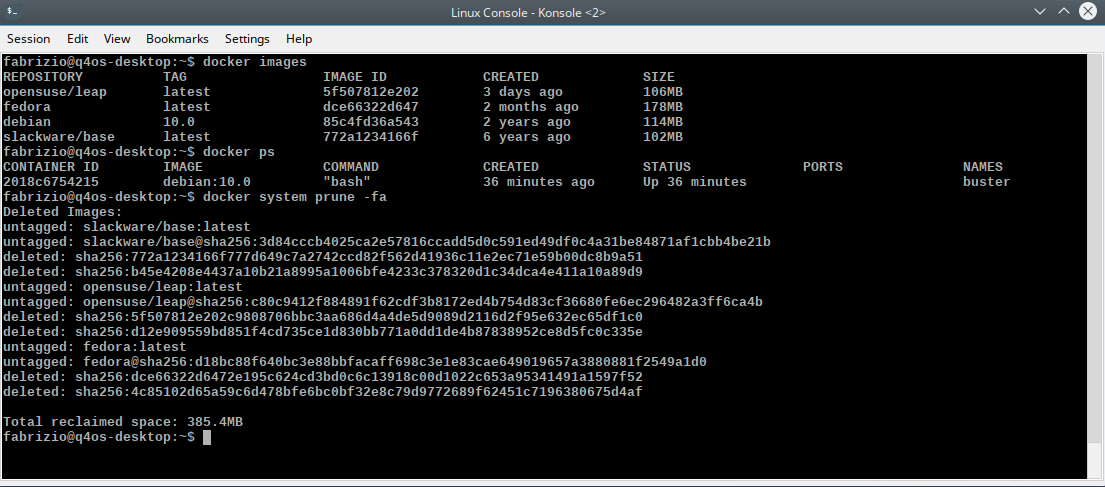 Linux Console - Konsole <2>
Session Edit View Bookmarks Settings Help
fabrizio@q4os-desktop:~$ docker images
REPOSITORY TAG IMAGE ID CREATED SIZE
opensuse/leap latest 5f507812e202 3 days ago 106MB
fedora latest dce66322d647 2 months ago 178MB
debian 10.0 85c4fd36a543 2 years ago 114MB
slackware/base latest 772a1234166f 6 years ago 102MB
fabrizio@q4os-desktop:~$ docker ps
CONTAINER ID IMAGE COMMAND CREATED STATUS PORTS NAMES
2018c6754215 debian:10.0 "bash" 36 minutes ago Up 36 minutes buster
fabrizio@q4os-desktop:~$ docker system prune -fa
Deleted Images:
untagged: slackware/base:latest
untagged: slackware/base@sha256:3d84cccb4025ca2e57816ccadd5d0c591ed49df0c4a31be84871af1cbb4be21b
deleted: sha256:772a1234166f777d649c7a2742ccd82f562d41936c11e2ec71e59b00dc8b9a51
deleted: sha256:b45e4208e4437a10b21a8995a1006bfe4233c378320d1c34dca4e411a10a89d9
untagged: opensuse/leap:latest
untagged: opensuse/leap@sha256:c80c9412f884891f62cdf3b8172ed4b754d83cf36680fe6ec296482a3ff6ca4b
deleted: sha256:5f507812e202c9808706bbc3aa686d4a4de5d9089d2116d2f95e632ec65df1c0
deleted: sha256:d12e909559bd851f4cd735ce1d830bb771a0dd1de4b87838952ce8d5fc0c335e
untagged: fedora:latest
untagged: fedora@sha256:d18bc88f640bc3e88bbfacaff698c3e1e83cae649019657a3880881f2549a1d0
deleted: sha256:dce66322d6472e195c624cd3bd0c6c13918c00d1022c653a95341491a1597f52
deleted: sha256:4c85102d65a59c6d478bfe6bc0bf32e8c79d9772689f62451c7196380675d4af
Total reclaimed space: 385.4MB
fabrizio@q4os-desktop:~$